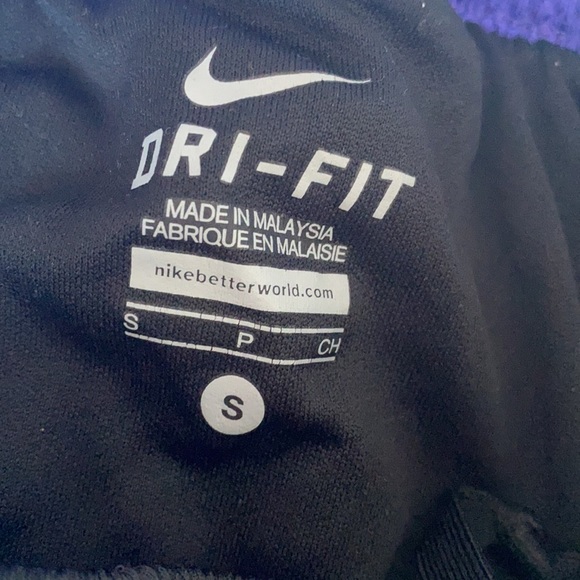 DRI-FIT
MADE IN MALAYSIA
FABRIQUE EN MALAISIE
nikebetterworld.com
S P CH
S